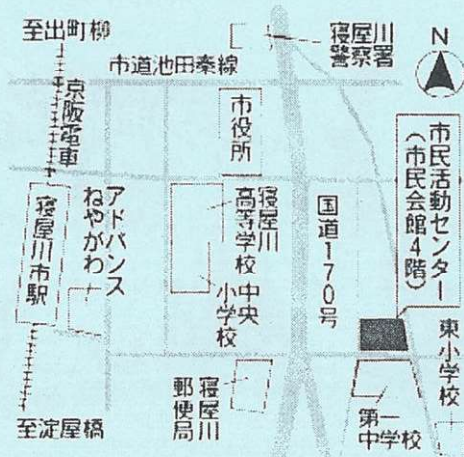 至出町柳
京阪電車
市道池田秦線
寝屋川
警察署
N
市役所
市民活動センター
（市民会館4階）
寝屋川市駅
アドバンス
ねやがわ
寝屋川
高等学校
中央
小学校
国道170号
東小学校
寝屋川
郵便局
第一
中学校
至淀屋橋